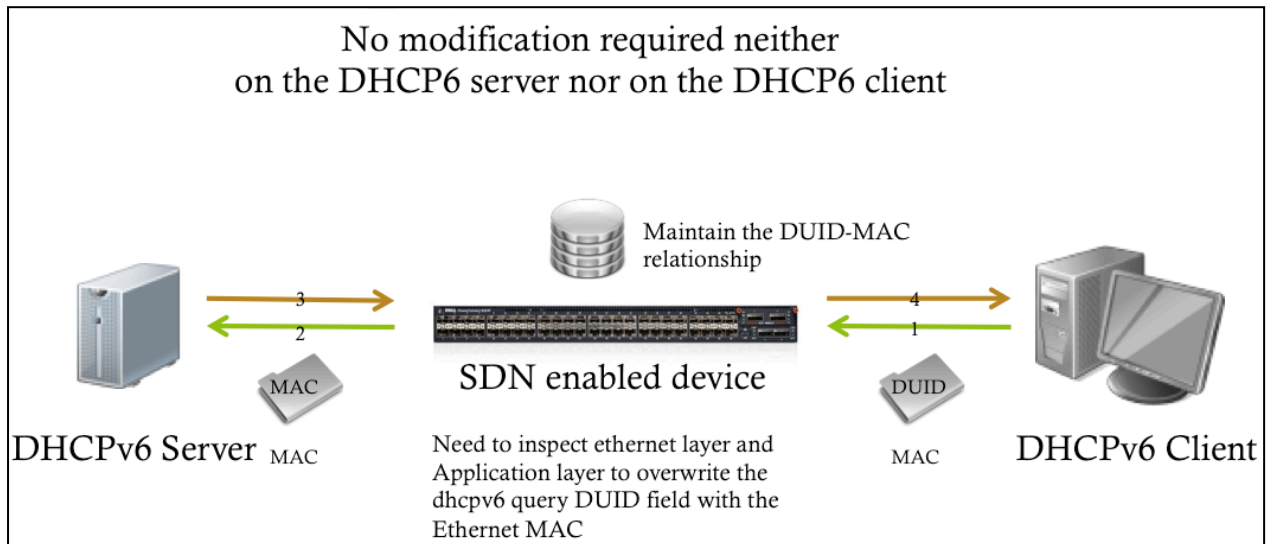 No modification required neither
on the DHCP6 server nor on the DHCP6 client
Maintain the DUID-MAC
relationship
3
4
2
1
MAC
DUID
SDN enabled device
DHCPv6 Server
MAC
MAC
DHCPv6 Client
Need to inspect ethernet layer and
Application layer to overwrite the
dhcpv6 query DUID field with the
Ethernet MAC